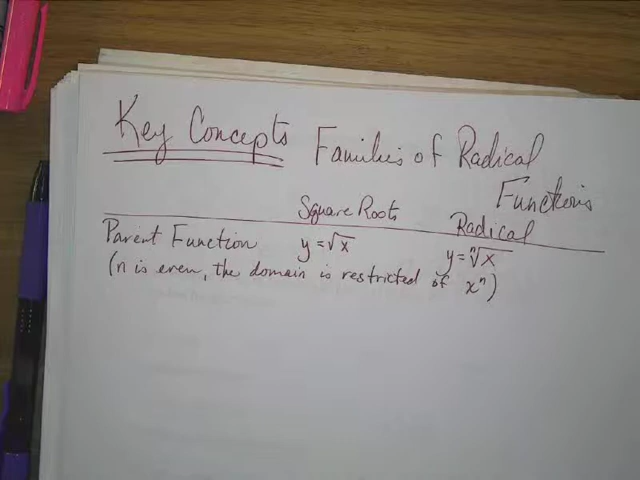 Key Concepts Families of Radical
Functions
Square Roots Radical
Parent Function y = √x y = ⁿ√x
(n is even, the domain is restricted of xⁿ)